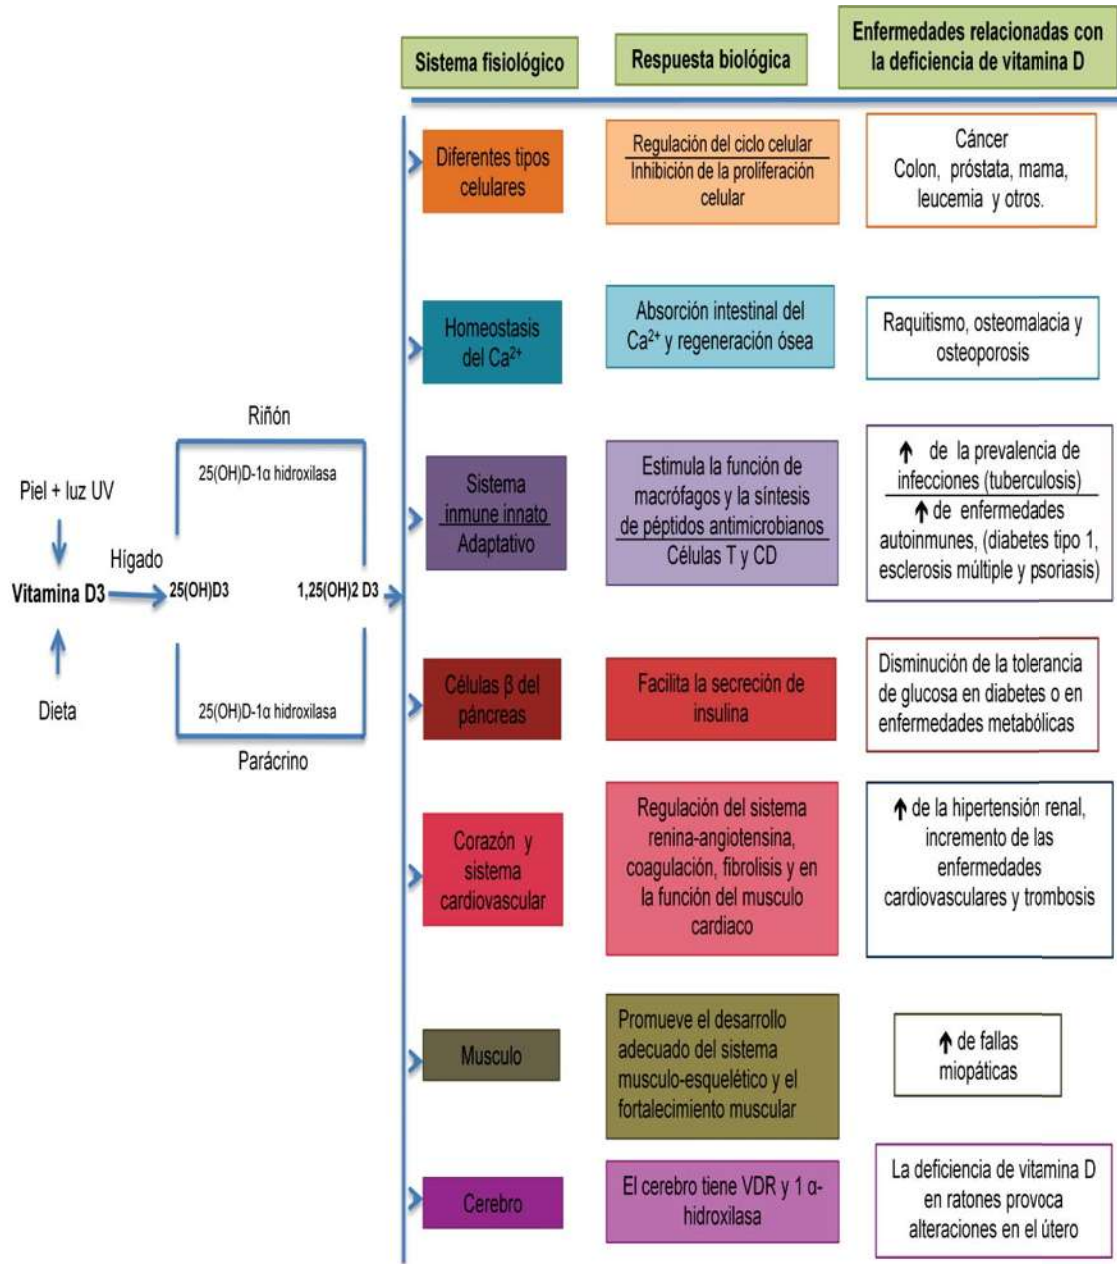 Sistema fisiológico
Respuesta biológica
Enfermedades relacionadas con
la deficiencia de vitamina D
Diferentes tipos
celulares
Regulación del ciclo celular
Inhibición de la proliferación
celular
Cáncer
Colon, próstata, mama,
leucemia y otros.
Homeostasis
del Ca²⁺
Absorción intestinal del
Ca²⁺ y regeneración ósea
Raquitismo, osteomalacia y
osteoporosis
Riñón
25(OH)D-1α hidroxilasa
Piel + luz UV
Hígado
Vitamina D3
25(OH)D3
1,25(OH)2 D3
Dieta
25(OH)D-1α hidroxilasa
Parácrino
Sistema
inmune innato
Adaptativo
Estimula la función de
macrófagos y la síntesis
de péptidos antimicrobianos
Células T y CD
↑ de la prevalencia de
infecciones (tuberculosis)
↑ de enfermedades
autoinmunes, (diabetes tipo 1,
esclerosis múltiple y psoriasis)
Células β del
páncreas
Facilita la secreción de
insulina
Disminución de la tolerancia
de glucosa en diabetes o en
enfermedades metabólicas
Corazón y
sistema
cardiovascular
Regulación del sistema
renina-angiotensina,
coagulación, fibrolisis y en
la función del musculo
cardiaco
↑ de la hipertensión renal,
incremento de las
enfermedades
cardiovasculares y trombosis
Musculo
Promueve el desarrollo
adecuado del sistema
musculo-esquelético y el
fortalecimiento muscular
↑ de fallas
miopáticas
Cerebro
El cerebro tiene VDR y 1 α-
hidroxilasa
La deficiencia de vitamina D
en ratones provoca
alteraciones en el útero